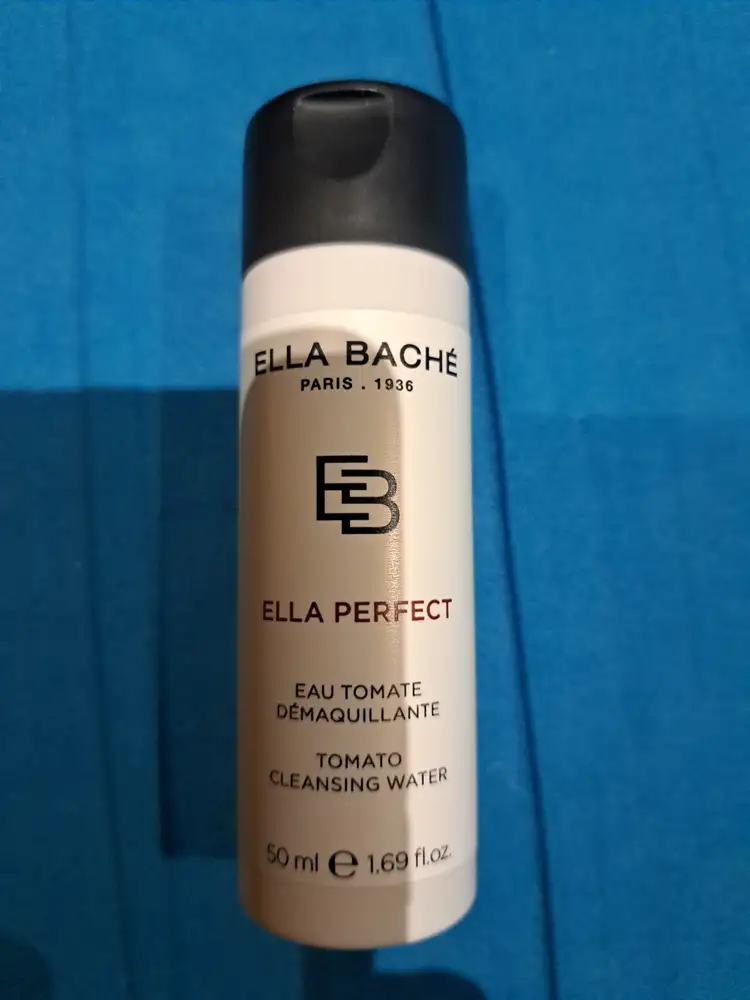 ELLA BACHÉ
PARIS . 1936
EB
ELLA PERFECT
EAU TOMATE
DÉMAQUILLANTE
TOMATO
CLEANSING WATER
50 ml ℮ 1.69 fl.oz.